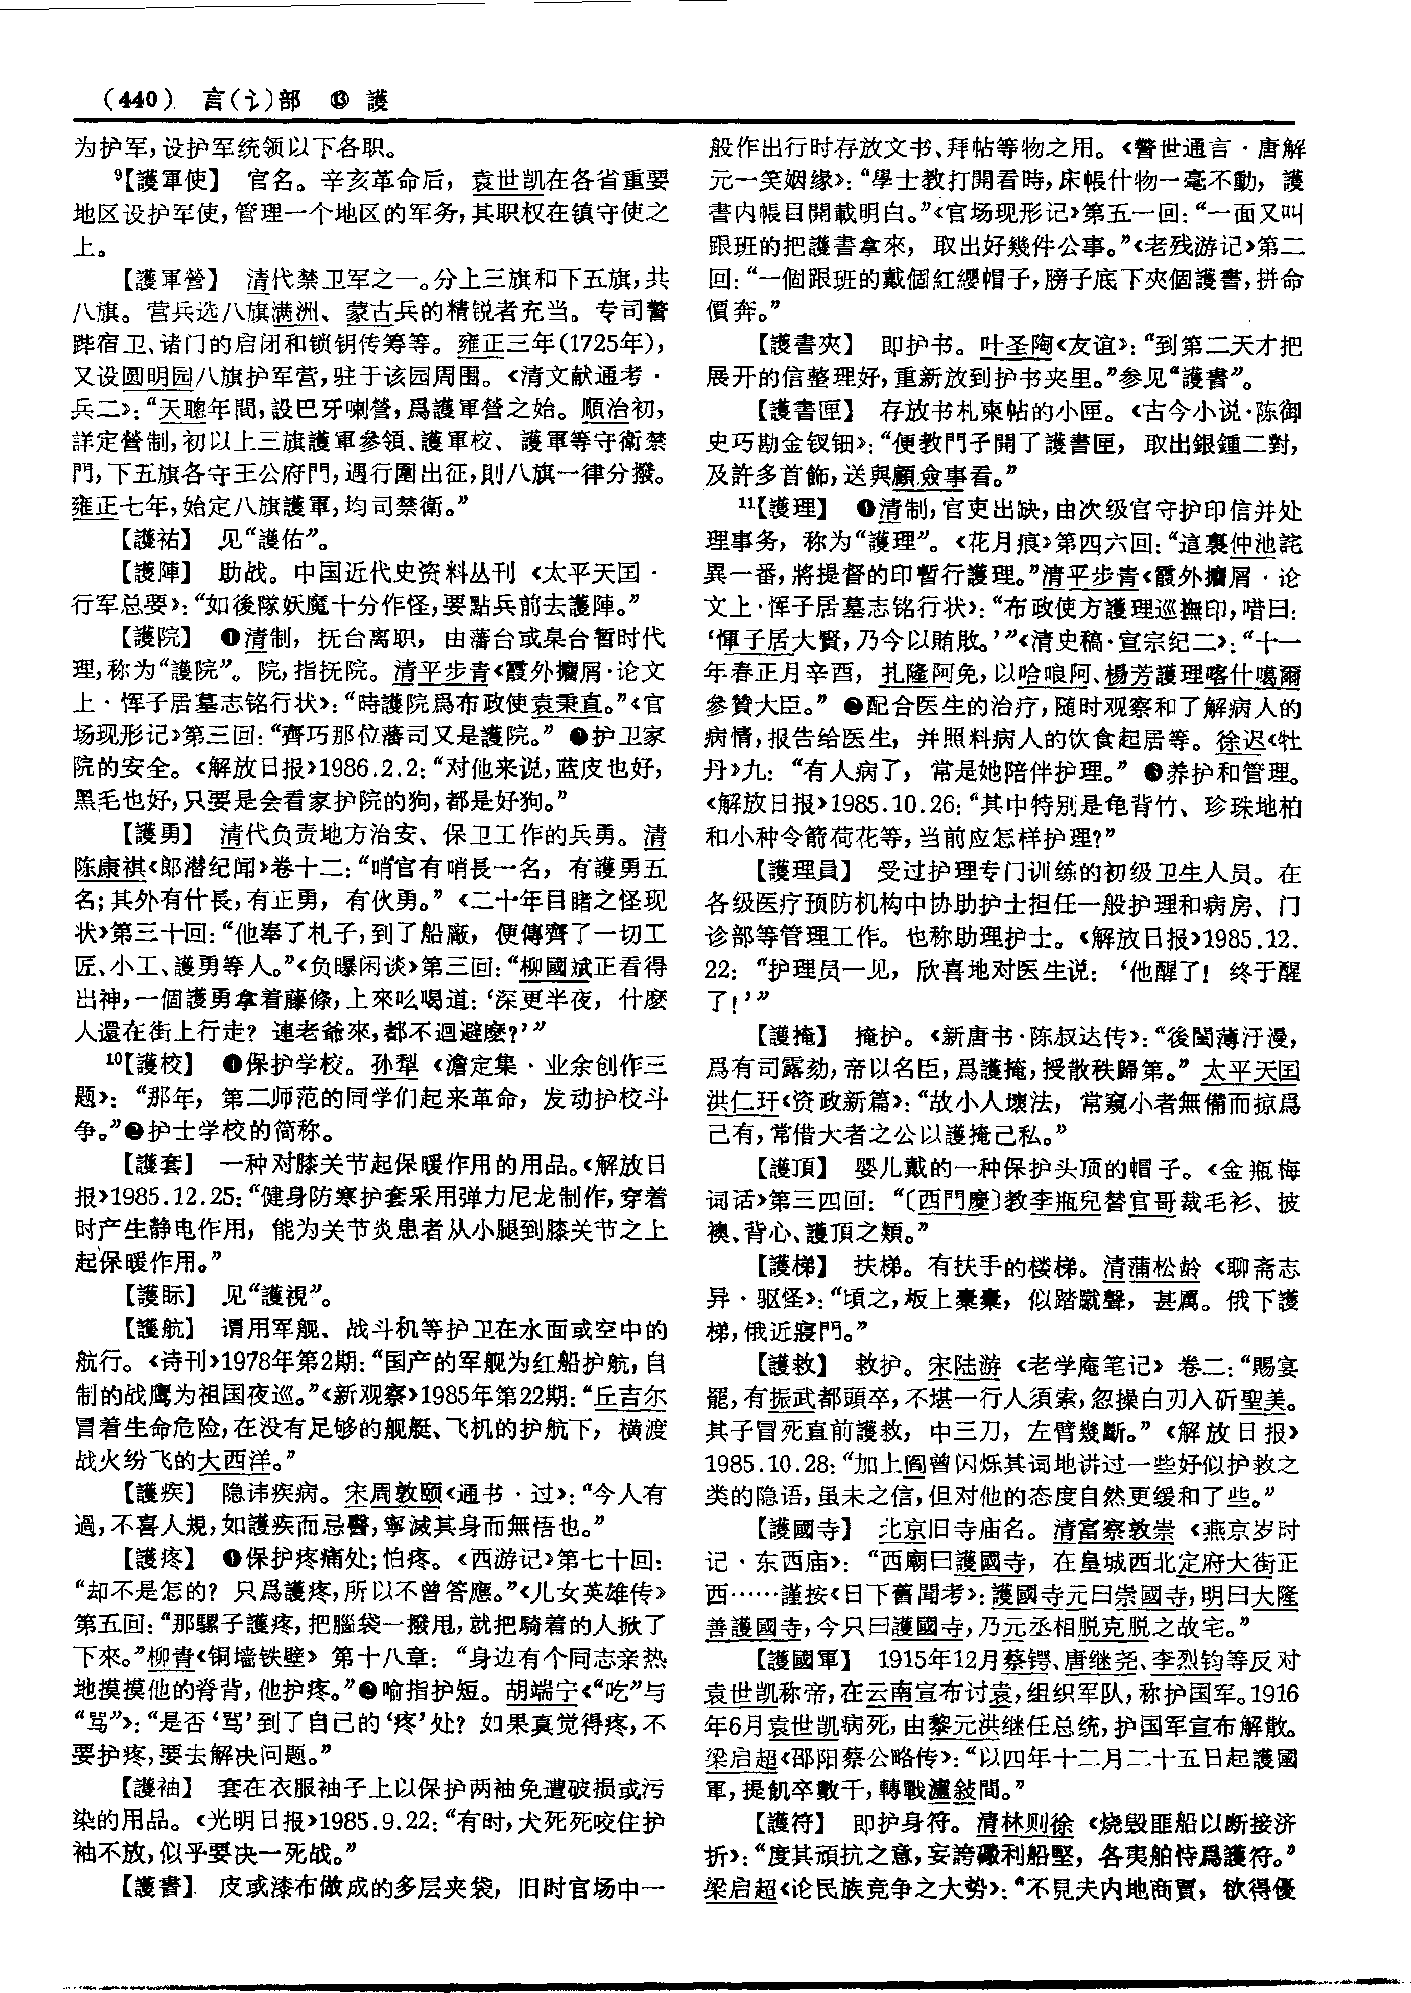 (440) 言(讠)部 ⓭ 護
为护军,设护军统领以下各职。
⁹【護軍使】 官名。辛亥革命后,袁世凯在各省重要
地区设护军使,管理一个地区的军务,其职权在镇守使之
上。
【護軍營】 清代禁卫军之一。分上三旗和下五旗,共
八旗。营兵选八旗满洲、蒙古兵的精锐者充当。专司警
跸宿卫、诸门的启闭和锁钥传筹等。雍正三年(1725年),
又设圆明园八旗护军营,驻于该园周围。《清文献通考·
兵二》:“天聰年間,設巴牙喇營,爲護軍營之始。順治初,
詳定營制,初以上三旗護軍參領、護軍校、護軍等守衛禁
門,下五旗各守王公府門,遇行圍出征,則八旗一律分撥。
雍正七年,始定八旗護軍,均司禁衛。”
【護祐】 见“護佑”。
【護陣】 助战。中国近代史资料丛刊《太平天囯·
行军总要》:“如後隊妖魔十分作怪,要點兵前去護陣。”
【護院】 ❶清制,抚台离职,由藩台或臬台暂时代
理,称为“護院”。院,指抚院。清平步青《霞外攟屑·论文
上·恽子居墓志铭行状》:“時護院爲布政使袁秉直。”《官
场现形记》第三回:“齊巧那位藩司又是護院。” ❷护卫家
院的安全。《解放日报》1986.2.2:“对他来说,蓝皮也好,
黑毛也好,只要是会看家护院的狗,都是好狗。”
【護勇】 清代负责地方治安、保卫工作的兵勇。清
陈康祺《郎潜纪闻》卷十二:“哨官有哨長一名,有護勇五
名;其外有什長,有正勇,有伙勇。”《二十年目睹之怪现
状》第三十回:“他奉了札子,到了船廠,便傳齊了一切工
匠、小工、護勇等人。”《负曝闲谈》第三回:“柳國斌正看得
出神,一個護勇拿着藤條,上來吆喝道:‘深更半夜,什麽
人還在街上行走?連老爺來,都不迴避麽?’”
¹⁰【護校】 ❶保护学校。孙犁《澹定集·业余创作三
题》:“那年,第二师范的同学们起来革命,发动护校斗
争。”❷护士学校的简称。
【護套】 一种对膝关节起保暖作用的用品。《解放日
报》1985.12.25:“健身防寒护套采用弹力尼龙制作,穿着
时产生静电作用,能为关节炎患者从小腿到膝关节之上
起保暖作用。”
【護眎】 见“護視”。
【護航】 谓用军舰、战斗机等护卫在水面或空中的
航行。《诗刊》1978年第2期:“国产的军舰为红船护航,自
制的战鹰为祖国夜巡。”《新观察》1985年第22期:“丘吉尔
冒着生命危险,在没有足够的舰艇、飞机的护航下,横渡
战火纷飞的大西洋。”
【護疾】 隐讳疾病。宋周敦颐《通书·过》:“今人有
過,不喜人規,如護疾而忌醫,寧滅其身而無悟也。”
【護疼】 ❶保护疼痛处;怕疼。《西游记》第七十回:
“却不是怎的?只爲護疼,所以不曾答應。”《儿女英雄传》
第五回:“那騾子護疼,把腦袋一撥甩,就把騎着的人掀了
下來。”柳青《铜墙铁壁》第十八章:“身边有个同志亲热
地摸摸他的脊背,他护疼。”❷喻指护短。胡端宁《“吃”与
“骂”》:“是否‘骂’到了自己的‘疼’处?如果真觉得疼,不
要护疼,要去解决问题。”
【護袖】 套在衣服袖子上以保护两袖免遭破损或污
染的用品。《光明日报》1985.9.22:“有时,犬死死咬住护
袖不放,似乎要决一死战。”
【護書】 皮或漆布做成的多层夹袋,旧时官场中一
般作出行时存放文书、拜帖等物之用。《警世通言·唐解
元一笑姻缘》:“學士教打開看時,床帳什物一毫不動,護
書内帳目開載明白。”《官场现形记》第五一回:“一面又叫
跟班的把護書拿來,取出好幾件公事。”《老残游记》第二
回:“一個跟班的戴個紅纓帽子,膀子底下夾個護書,拼命
價奔。”
【護書夾】 即护书。叶圣陶《友谊》:“到第二天才把
展开的信整理好,重新放到护书夹里。”参见“護書”。
【護書匣】 存放书札柬帖的小匣。《古今小说·陈御
史巧勘金钗钿》:“便教門子開了護書匣,取出銀鍾二對,
及許多首飾,送與顧僉事看。”
¹¹【護理】 ❶清制,官吏出缺,由次级官守护印信并处
理事务,称为“護理”。《花月痕》第四六回:“這裏仲池詫
異一番,將提督的印暫行護理。”清平步青《霞外攟屑·论
文上·恽子居墓志铭行状》:“布政使方護理巡撫印,唶曰:
‘惲子居大賢,乃今以賄敗。’”《清史稿·宣宗纪二》:“十一
年春正月辛酉,扎隆阿免,以哈哴阿、楊芳護理喀什噶爾
參贊大臣。” ❷配合医生的治疗,随时观察和了解病人的
病情,报告给医生,并照料病人的饮食起居等。徐迟《牡
丹》九:“有人病了,常是她陪伴护理。” ❸养护和管理。
《解放日报》1985.10.26:“其中特别是龟背竹、珍珠地柏
和小种令箭荷花等,当前应怎样护理?”
【護理員】 受过护理专门训练的初级卫生人员。在
各级医疗预防机构中协助护士担任一般护理和病房、门
诊部等管理工作。也称助理护士。《解放日报》1985.12.
22:“护理员一见,欣喜地对医生说:‘他醒了!终于醒
了!’”
【護掩】 掩护。《新唐书·陈叔达传》:“後閨薄汙漫,
爲有司露劾,帝以名臣,爲護掩,授散秩歸第。”太平天囯
洪仁玕《资政新篇》:“故小人壞法,常窺小者無備而掠爲
己有,常借大者之公以護掩己私。”
【護頂】 婴儿戴的一种保护头顶的帽子。《金瓶梅
词话》第三四回:“〔西門慶〕教李瓶兒替官哥裁毛衫、披
襖、背心、護頂之類。”
【護梯】 扶梯。有扶手的楼梯。清蒲松龄《聊斋志
异·驱怪》:“頃之,板上橐橐,似踏蹴聲,甚厲。俄下護
梯,俄近寢門。”
【護救】 救护。宋陆游《老学庵笔记》卷二:“賜宴
罷,有振武都頭卒,不堪一行人須索,忽操白刃入斫聖美。
其子冒死直前護救,中三刀,左臂幾斷。”《解放日报》
1985.10.28:“加上阎曾闪烁其词地讲过一些好似护救之
类的隐语,虽未之信,但对他的态度自然更缓和了些。”
【護國寺】 北京旧寺庙名。清富察敦崇《燕京岁时
记·东西庙》:“西廟曰護國寺,在皇城西北定府大街正
西……謹按《日下舊聞考》:護國寺元曰崇國寺,明曰大隆
善護國寺,今只曰護國寺,乃元丞相脱克脱之故宅。”
【護國軍】 1915年12月蔡锷、唐继尧、李烈钧等反对
袁世凯称帝,在云南宣布讨袁,组织军队,称护国军。1916
年6月袁世凯病死,由黎元洪继任总统,护国军宣布解散。
梁启超《邵阳蔡公略传》:“以四年十二月二十五日起護國
軍,提飢卒數千,轉戰瀘敍間。”
【護符】 即护身符。清林则徐《烧毁匪船以断接济
折》:“度其頑抗之意,妄誇礮利船堅,各夷舶恃爲護符。”
梁启超《论民族竞争之大势》:“不見夫内地商賈,欲得優